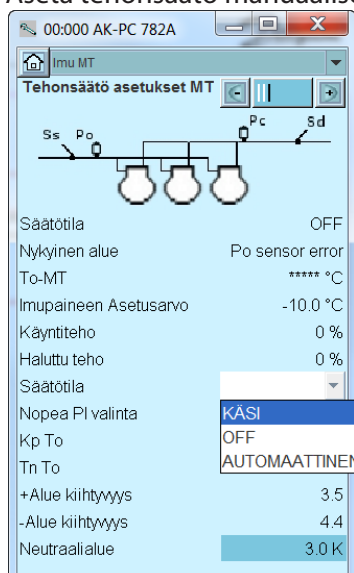 Aseta tehonsäätö manuaalise
00:000 AK-PC 782A
Imu MT
Tehonsäätö asetukset MT
Ss Po Pc Sd
Säätötila OFF
Nykyinen alue Po sensor error
To-MT ***** °C
Imupaineen Asetusarvo -10.0 °C
Käyntiteho 0 %
Haluttu teho 0 %
Säätötila
Nopea PI valinta KÄSI
Kp To OFF
Tn To AUTOMAATTINEN
+Alue kiihtyvyys 3.5
-Alue kiihtyvyys 4.4
Neutraalialue 3.0 K